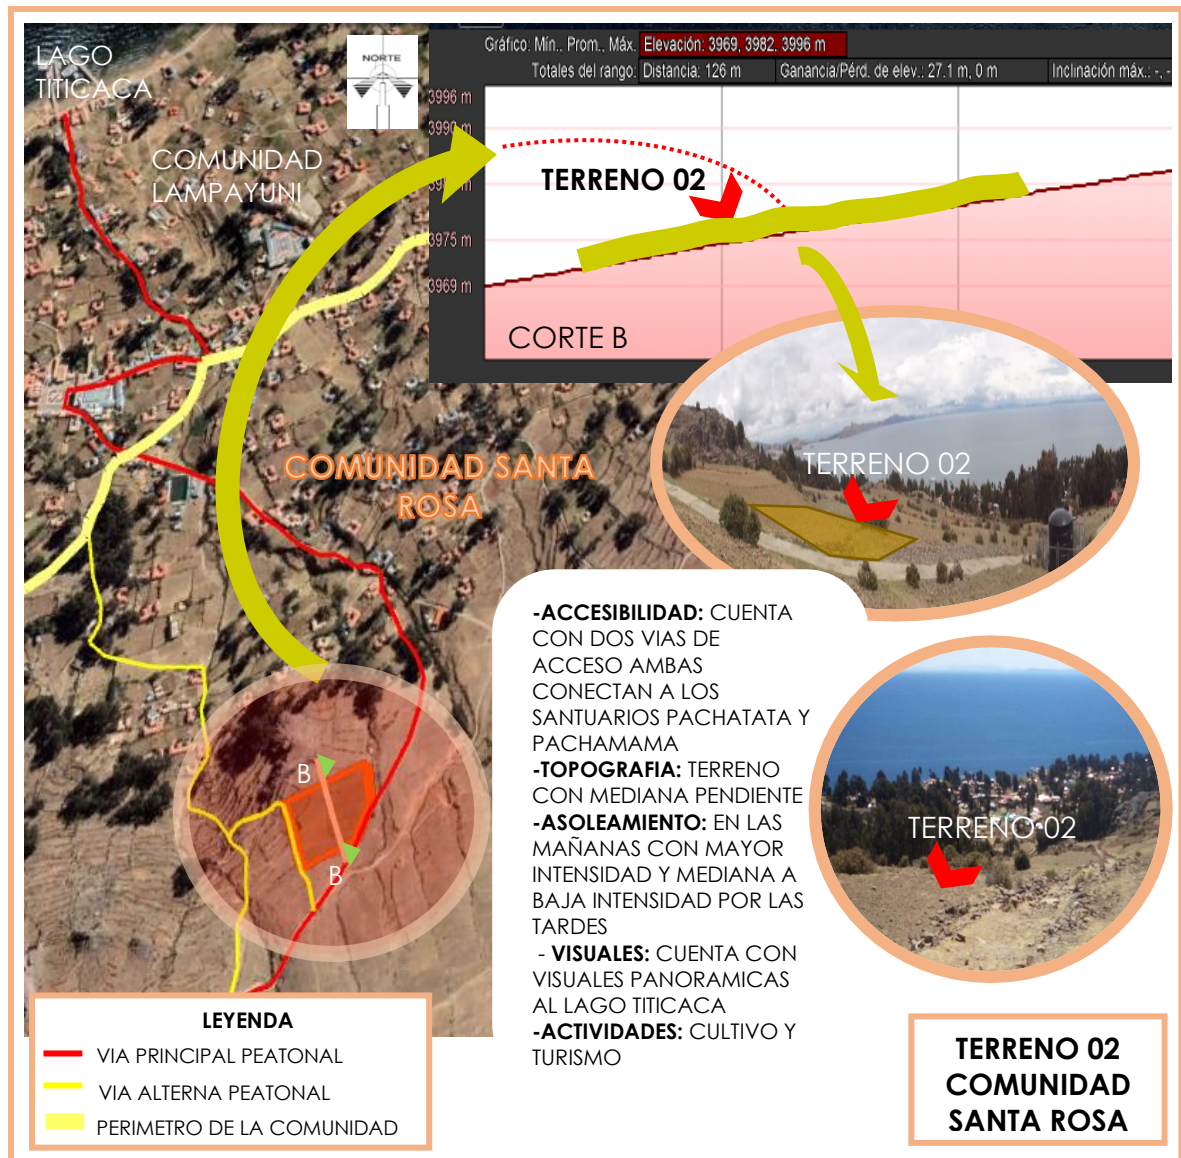 LAGO
TITICACA
NORTE
COMUNIDAD
LAMPAYUNI
Gráfico: Mín., Prom., Máx. Elevación: 3969, 3982, 3996 m
Totales del rango: Distancia: 126 m Ganancia/Pérd. de elev.: 27.1 m, 0 m Inclinación máx.: -, -
3996 m
3990 m
3975 m
3969 m
TERRENO 02
CORTE B
COMUNIDAD SANTA
ROSA
TERRENO 02
-ACCESIBILIDAD: CUENTA
CON DOS VIAS DE
ACCESO AMBAS
CONECTAN A LOS
SANTUARIOS PACHATATA Y
PACHAMAMA
-TOPOGRAFIA: TERRENO
CON MEDIANA PENDIENTE
-ASOLEAMIENTO: EN LAS
MAÑANAS CON MAYOR
INTENSIDAD Y MEDIANA A
BAJA INTENSIDAD POR LAS
TARDES
- VISUALES: CUENTA CON
VISUALES PANORAMICAS
AL LAGO TITICACA
-ACTIVIDADES: CULTIVO Y
TURISMO
TERRENO 02
B
B
LEYENDA
VIA PRINCIPAL PEATONAL
VIA ALTERNA PEATONAL
PERIMETRO DE LA COMUNIDAD
TERRENO 02
COMUNIDAD
SANTA ROSA